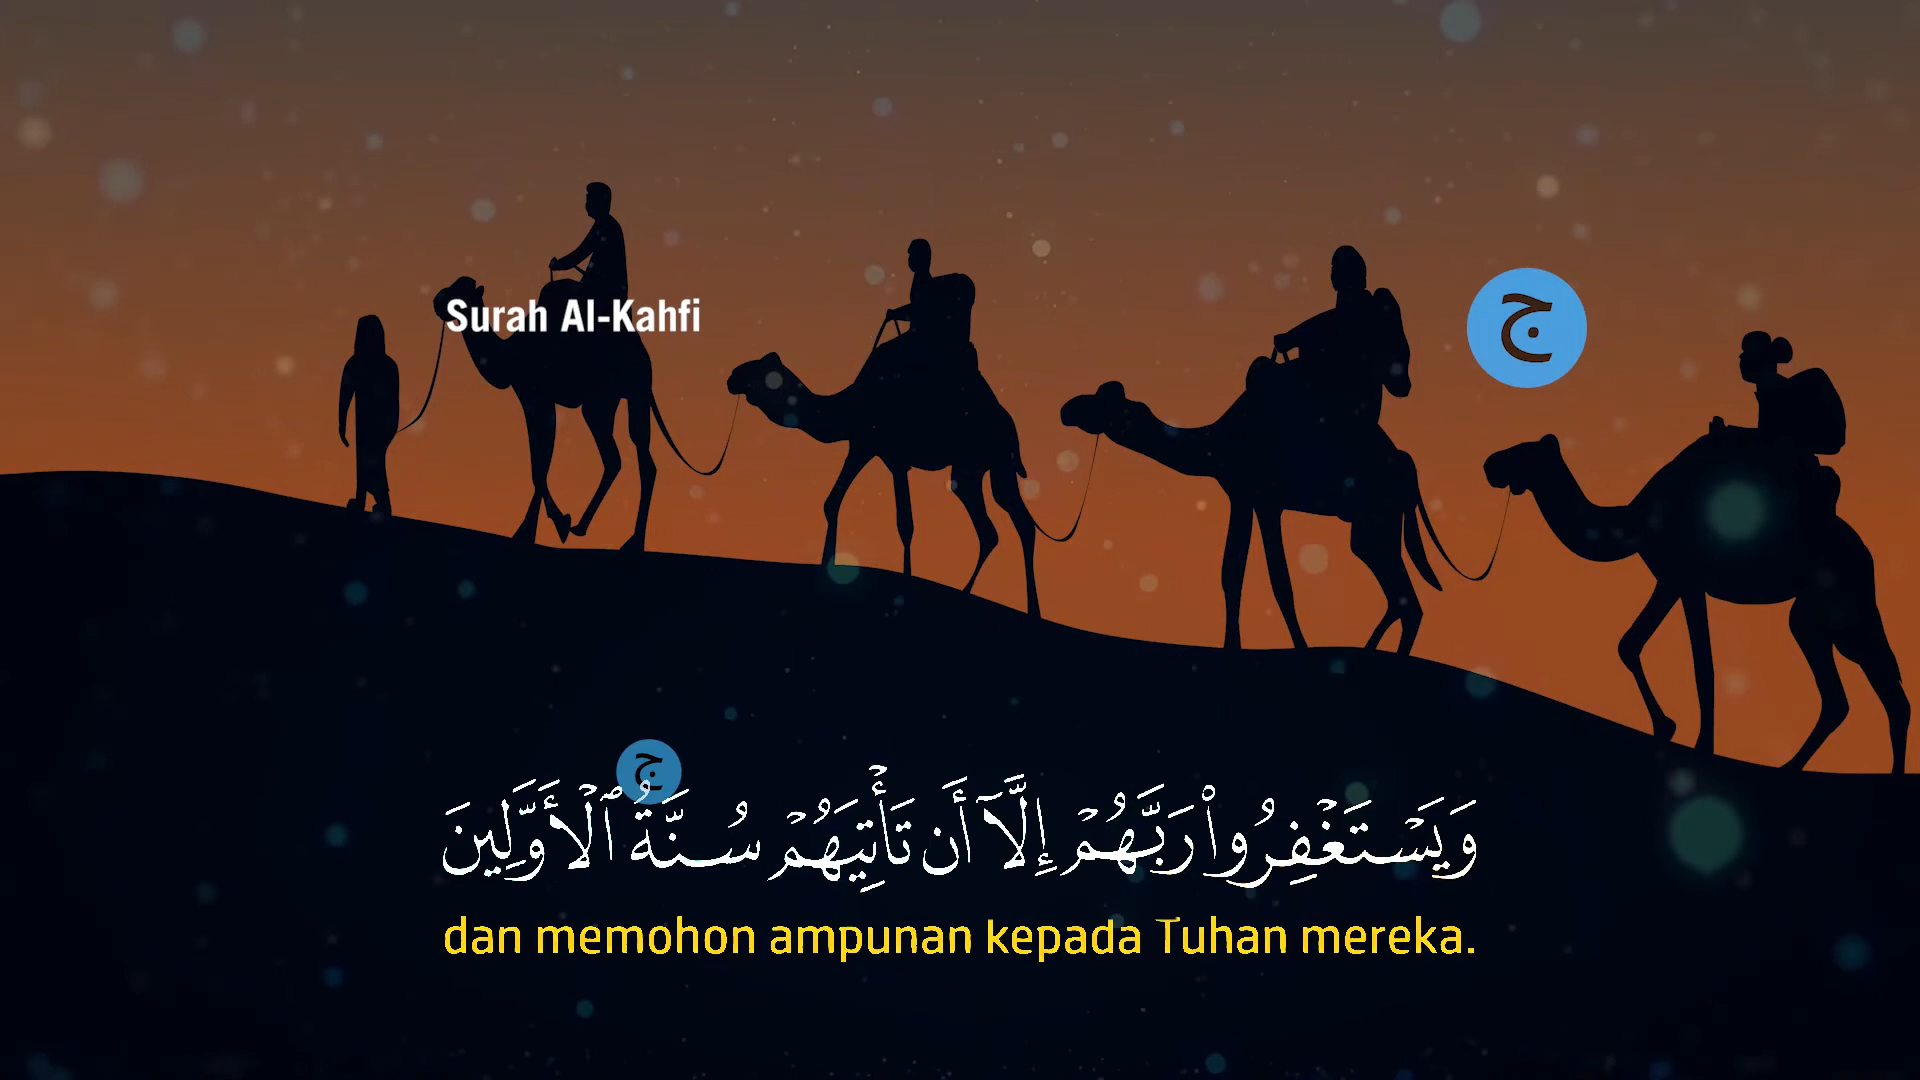 Surah Al-Kahfi
ج
ج
وَيَسْتَغْفِرُوا۟ رَبَّهُمْ إِلَّآ أَن تَأْتِيَهُمْ سُنَّةُ ٱلْأَوَّلِينَ
dan memohon ampunan kepada Tuhan mereka.